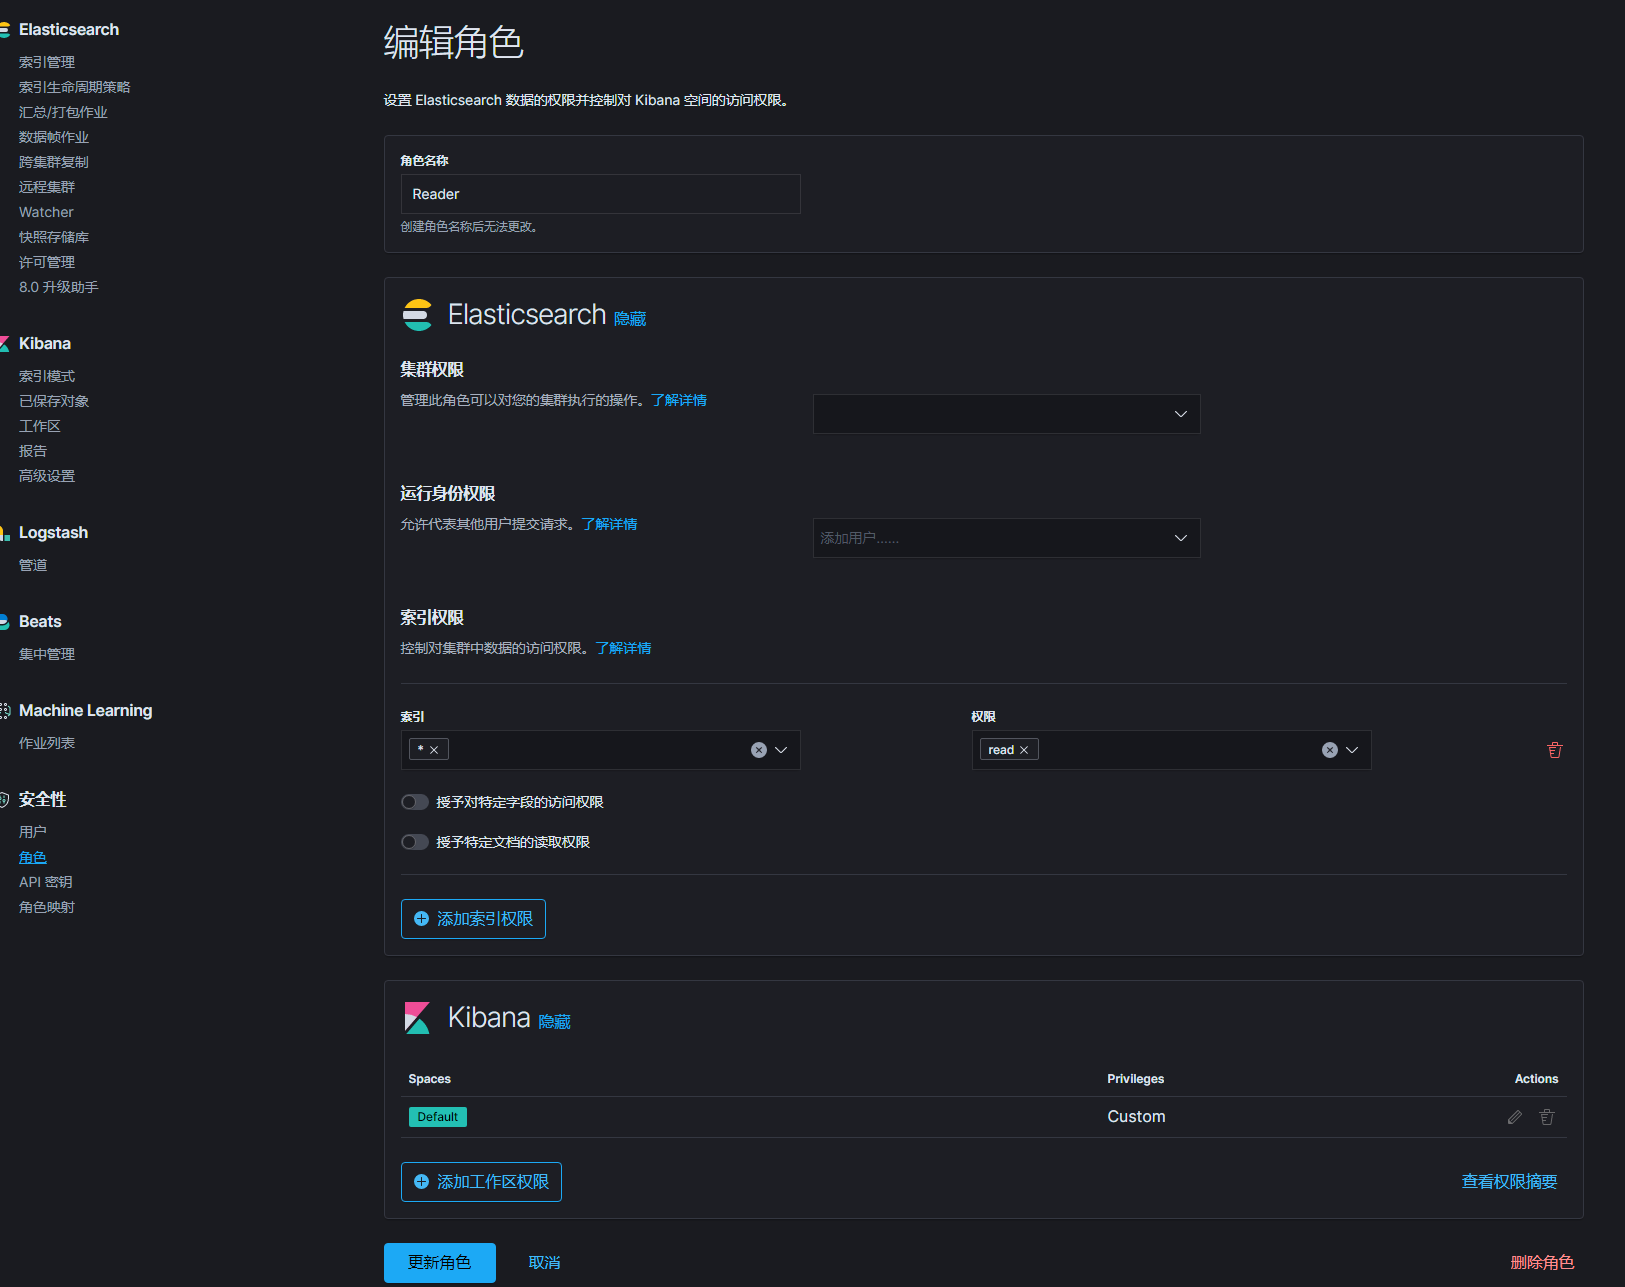 Elasticsearch
索引管理
索引生命周期策略
汇总/打包作业
数据帧作业
跨集群复制
远程集群
Watcher
快照存储库
许可管理
8.0 升级助手
Kibana
索引模式
已保存对象
工作区
报告
高级设置
Logstash
管道
Beats
集中管理
Machine Learning
作业列表
安全性
用户
角色
API 密钥
角色映射
编辑角色
设置 Elasticsearch 数据的权限并控制对 Kibana 空间的访问权限。
角色名称
Reader
创建角色名称后无法更改。
Elasticsearch 隐藏
集群权限
管理此角色可以对您的集群执行的操作。了解详情
运行身份权限
允许代表其他用户提交请求。了解详情
添加用户……
索引权限
控制对集群中数据的访问权限。了解详情
索引 权限
* read
授予对特定字段的访问权限
授予特定文档的读取权限
添加索引权限
Kibana 隐藏
Spaces Privileges Actions
Default Custom
添加工作区权限 查看权限摘要
更新角色 取消 删除角色